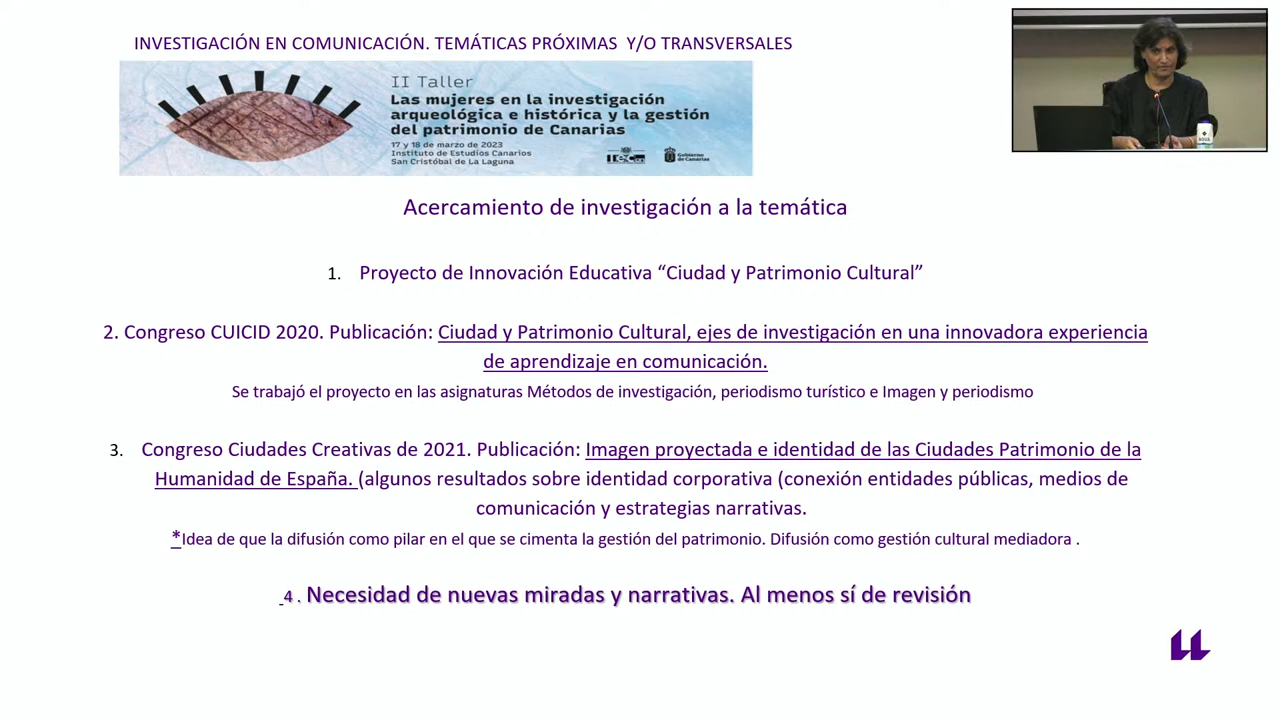 INVESTIGACIÓN EN COMUNICACIÓN. TEMÁTICAS PRÓXIMAS Y/O TRANSVERSALES
II Taller
Las mujeres en la investigación
arqueológica e histórica y la gestión
del patrimonio de Canarias
17 y 18 de marzo de 2023
Instituto de Estudios Canarios
San Cristóbal de La Laguna
Gobierno
de Canarias
Acercamiento de investigación a la temática
1. Proyecto de Innovación Educativa “Ciudad y Patrimonio Cultural”
2. Congreso CUICID 2020. Publicación: Ciudad y Patrimonio Cultural, ejes de investigación en una innovadora experiencia
de aprendizaje en comunicación.
Se trabajó el proyecto en las asignaturas Métodos de investigación, periodismo turístico e Imagen y periodismo
3. Congreso Ciudades Creativas de 2021. Publicación: Imagen proyectada e identidad de las Ciudades Patrimonio de la
Humanidad de España. (algunos resultados sobre identidad corporativa (conexión entidades públicas, medios de
comunicación y estrategias narrativas.
*Idea de que la difusión como pilar en el que se cimenta la gestión del patrimonio. Difusión como gestión cultural mediadora .
4 . Necesidad de nuevas miradas y narrativas. Al menos sí de revisión